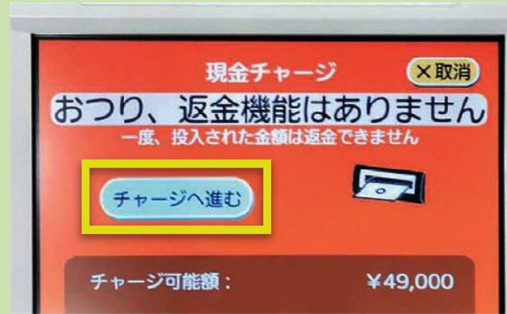 現金チャージ
×取消
おつり、返金機能はありません
一度、投入された金額は返金できません
チャージへ進む
チャージ可能額： ¥49,000